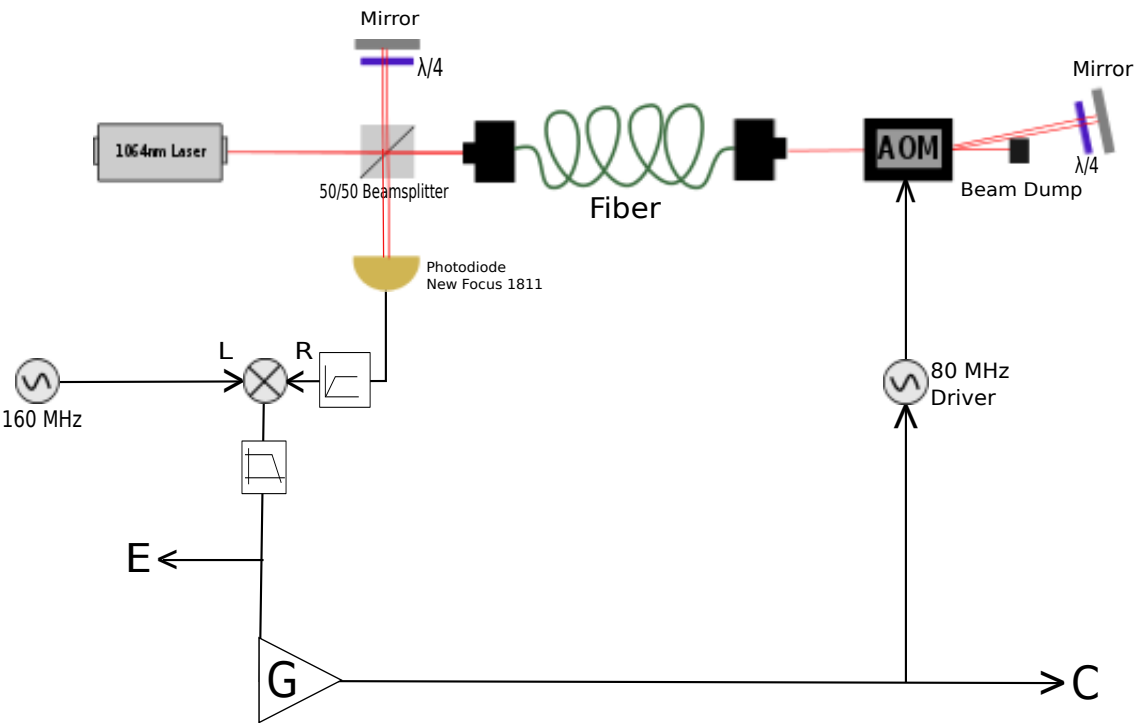 Mirror
λ/4
Mirror
1064nm Laser
AOM
λ/4
50/50 Beamsplitter
Beam Dump
Fiber
Photodiode
New Focus 1811
L
R
80 MHz
Driver
160 MHz
E
G
C